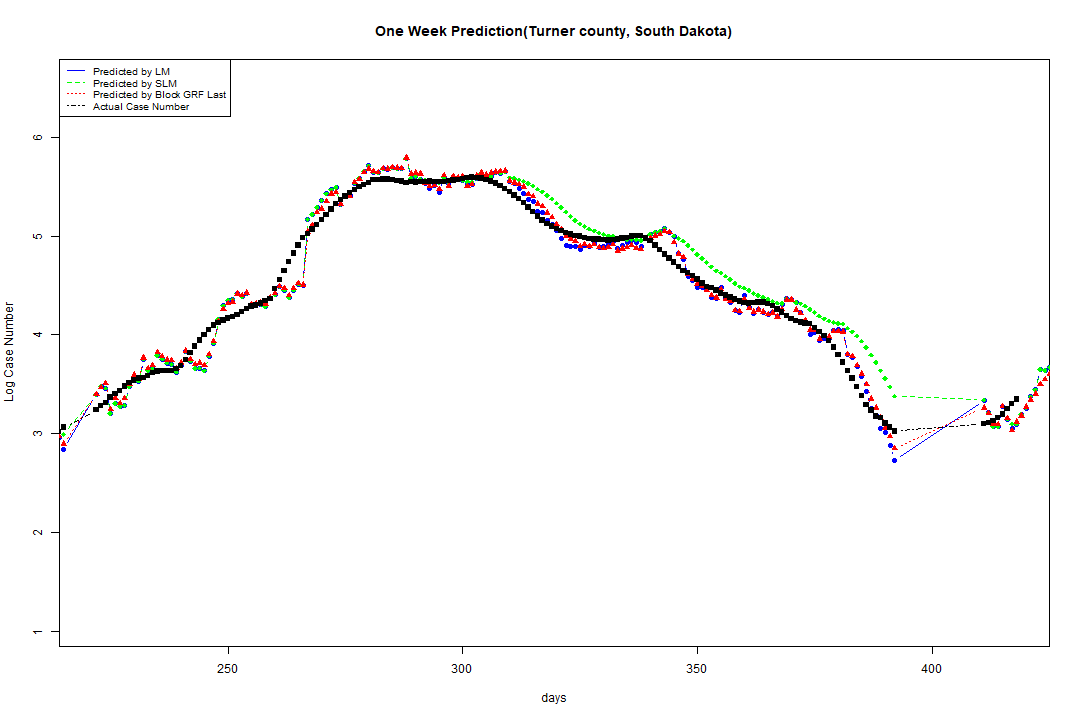 One Week Prediction(Turner county, South Dakota)
Predicted by LM
Predicted by SLM
Predicted by Block GRF Last
Actual Case Number
6
5
4
3
2
1
Log Case Number
250 300 350 400
days